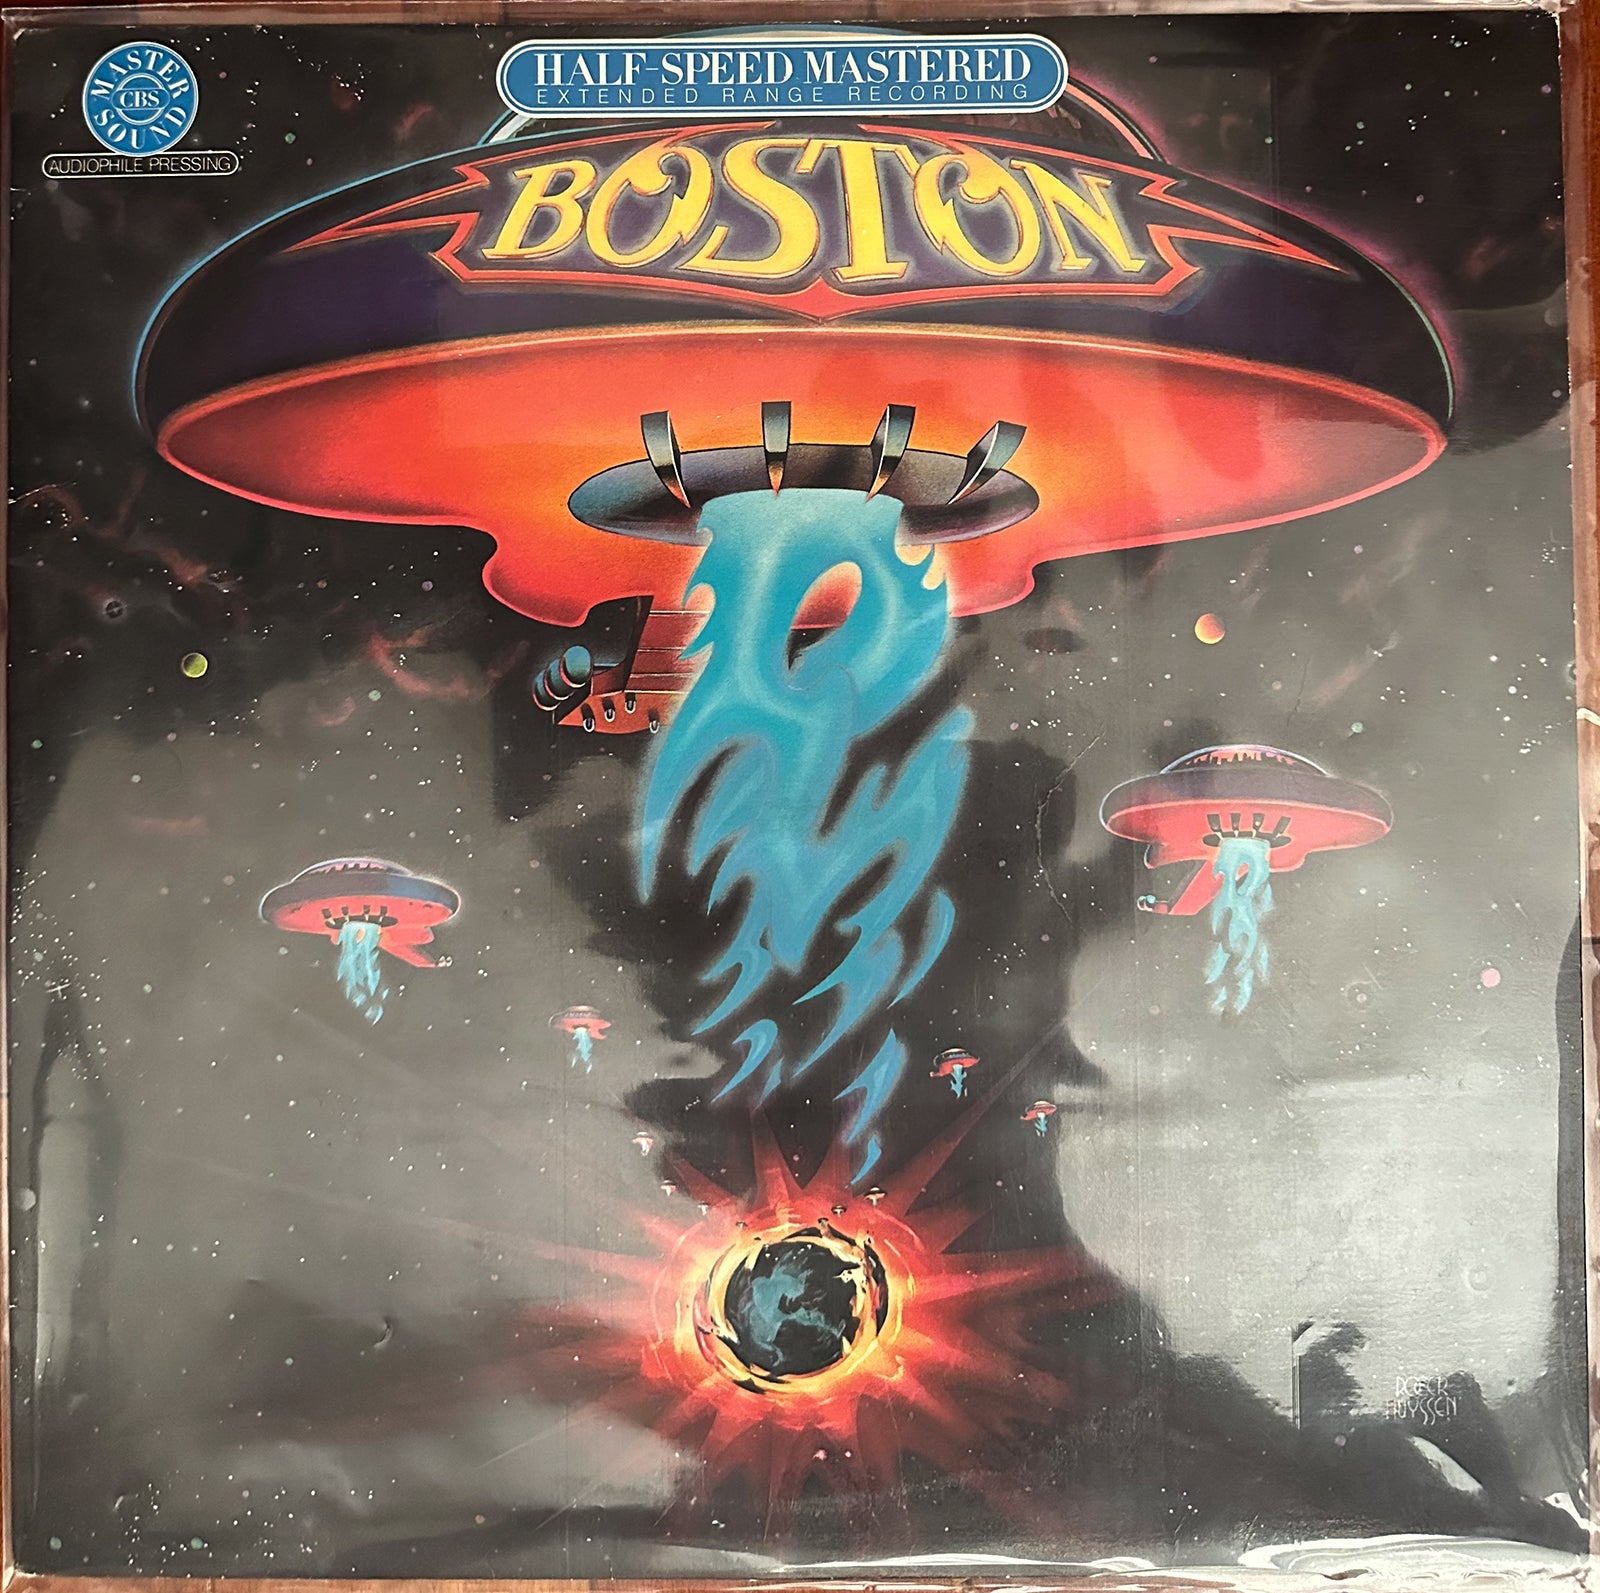 MASTER
CBS
SOUND
AUDIOPHILE PRESSING
HALF-SPEED MASTERED
EXTENDED RANGE RECORDING
BOSTON
ROGER
HUYSSEN